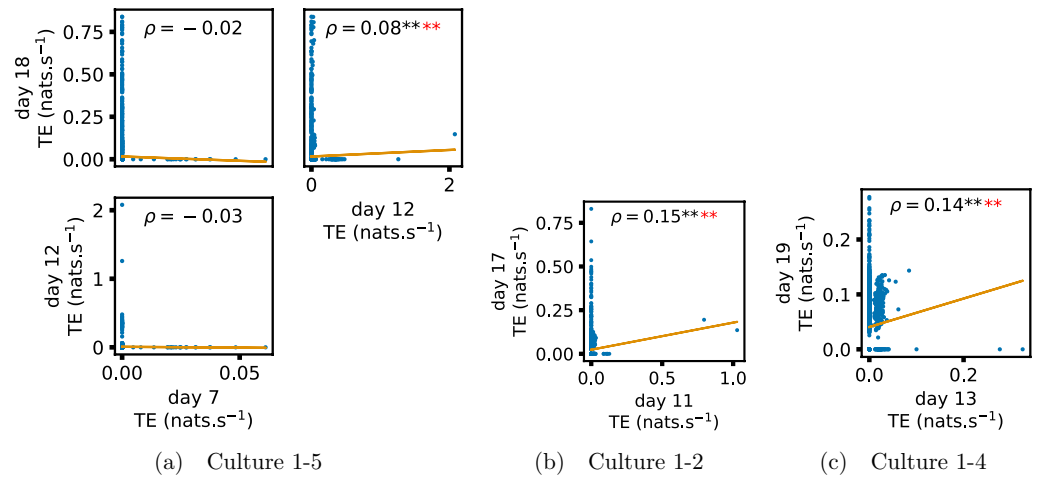 0.75
0.50
0.25
0.00
day 18
TE (nats.s⁻¹)
ρ = −0.02
ρ = 0.08** **
0
2
day 12
TE (nats.s⁻¹)
2
1
0
day 12
TE (nats.s⁻¹)
ρ = −0.03
0.00
0.05
day 7
TE (nats.s⁻¹)
0.75
0.50
0.25
0.00
day 17
TE (nats.s⁻¹)
ρ = 0.15** **
0.0
0.5
1.0
day 11
TE (nats.s⁻¹)
0.2
0.1
0.0
day 19
TE (nats.s⁻¹)
ρ = 0.14** **
0.0
0.2
day 13
TE (nats.s⁻¹)
(a) Culture 1-5
(b) Culture 1-2
(c) Culture 1-4